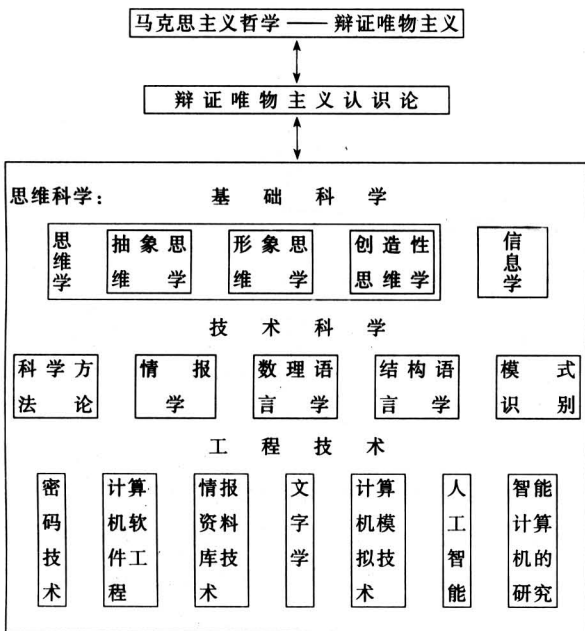 马克思主义哲学——辩证唯物主义
辩证唯物主义认识论
思维科学：
基础科学
思维学
抽象思维学
形象思维学
创造性思维学
信息学
技术科学
科学方法论
情报学
数理语言学
结构语言学
模式识别
工程技术
密码技术
计算机软件工程
情报资料库技术
文字学
计算机模拟技术
人工智能
智能计算机的研究